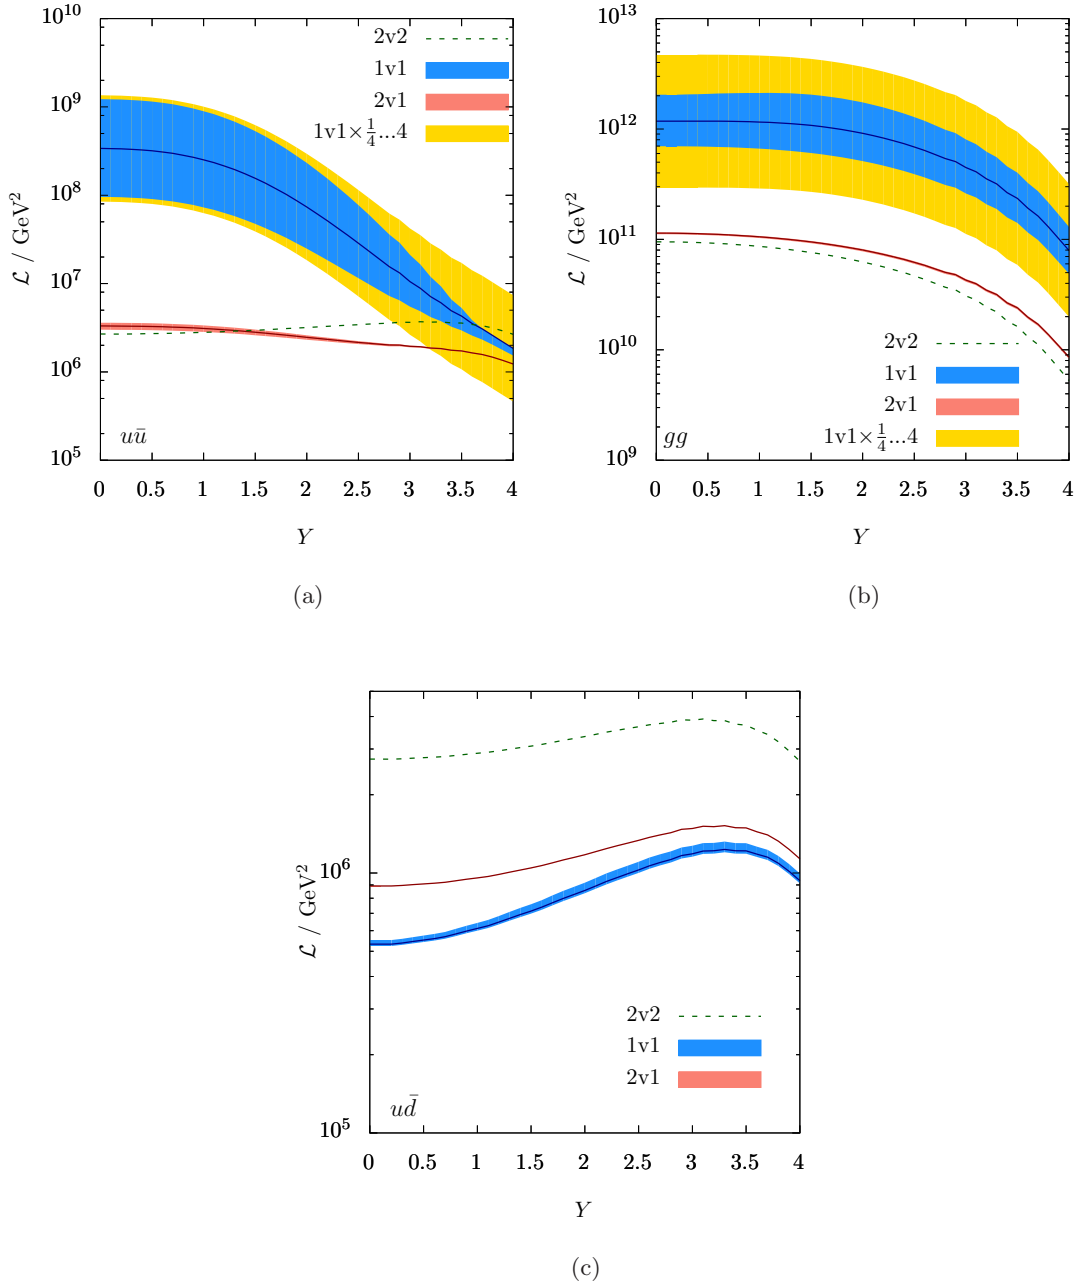 10^10
10^9
10^8
10^7
10^6
10^5
ℒ / GeV^2
2v2
1v1
2v1
1v1×1/4...4
uū
0 0.5 1 1.5 2 2.5 3 3.5 4
Y
(a)
10^13
10^12
10^11
10^10
10^9
ℒ / GeV^2
2v2
1v1
2v1
1v1×1/4...4
gg
0 0.5 1 1.5 2 2.5 3 3.5 4
Y
(b)
10^6
10^5
ℒ / GeV^2
2v2
1v1
2v1
ud̄
0 0.5 1 1.5 2 2.5 3 3.5 4
Y
(c)